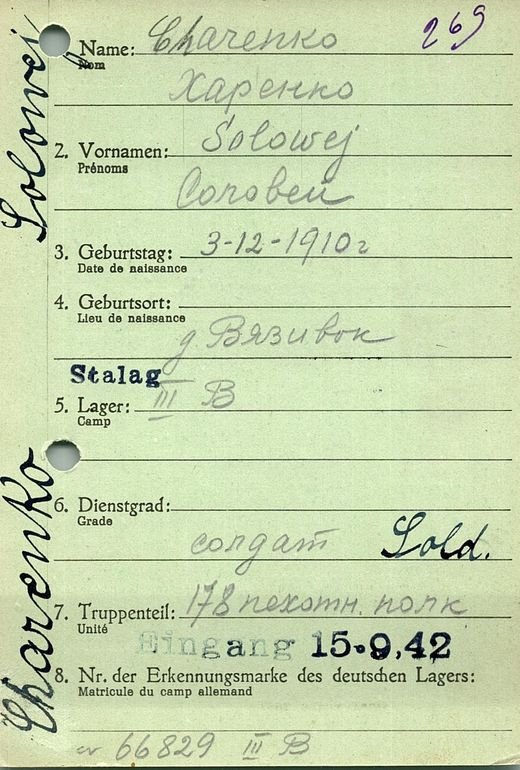 269
1. Name: Charenko
Nom
Харенко
2. Vornamen: Solowej
Prénoms
Соловей
3. Geburtstag: 3-12-1910г
Date de naissance
4. Geburtsort:
Lieu de naissance
д. Вязивок
Stalag
5. Lager: III B
Camp
6. Dienstgrad:
Grade
солдат Sold.
7. Truppenteil: 178 пехотн. полк
Unité
Eingang 15.9.42
8. Nr. der Erkennungsmarke des deutschen Lagers:
Matricule du camp allemand
66829 III B
Charenko Solowej